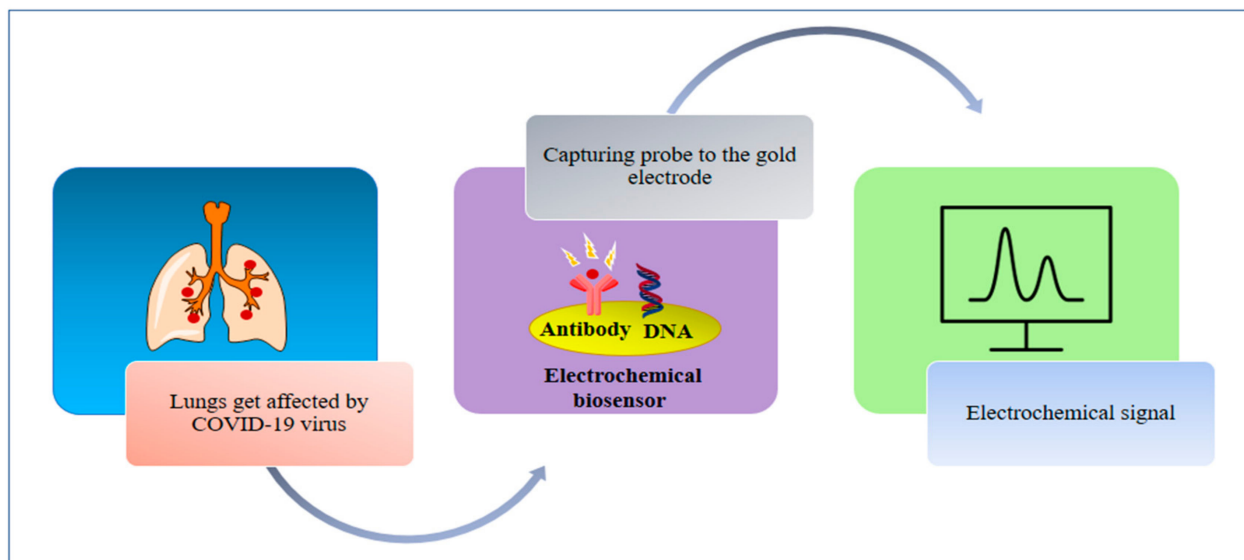 Lungs get affected by
COVID-19 virus
Capturing probe to the gold
electrode
Antibody DNA
Electrochemical
biosensor
Electrochemical signal